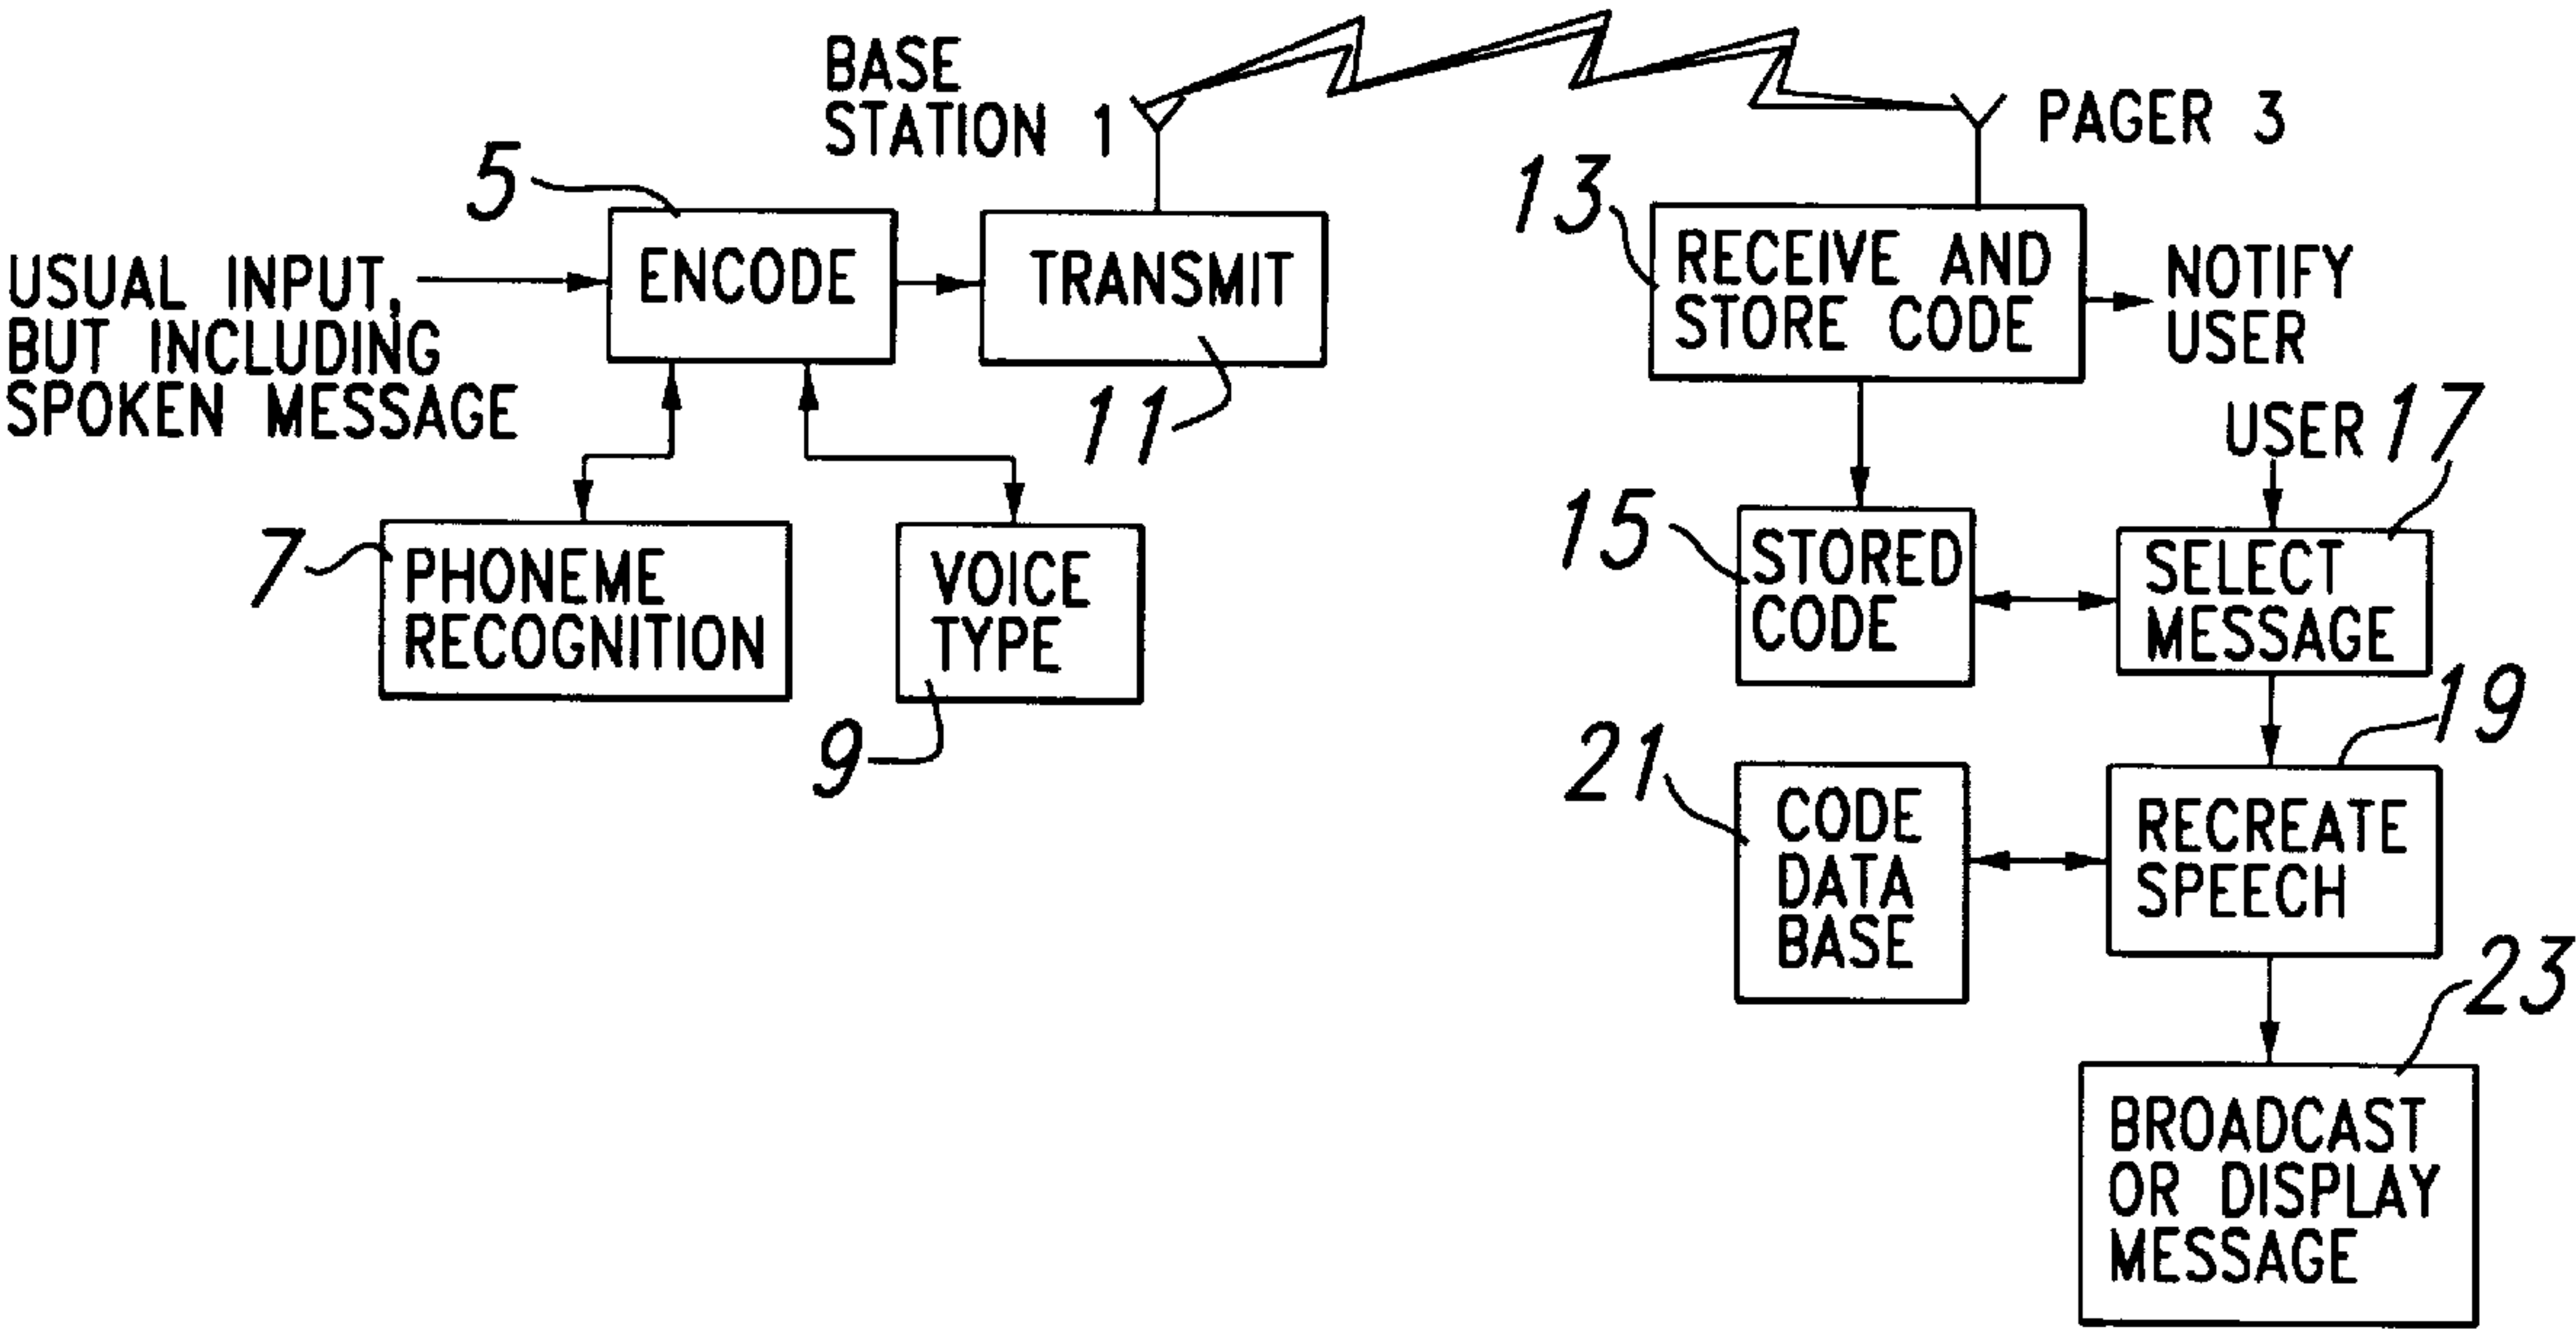 BASE
STATION 1
PAGER 3
5
13
USUAL INPUT,
BUT INCLUDING
SPOKEN MESSAGE
ENCODE
TRANSMIT
11
RECEIVE AND
STORE CODE
NOTIFY
USER
USER
17
7
PHONEME
RECOGNITION
VOICE
TYPE
9
15
STORED
CODE
SELECT
MESSAGE
19
21
CODE
DATA
BASE
RECREATE
SPEECH
23
BROADCAST
OR DISPLAY
MESSAGE